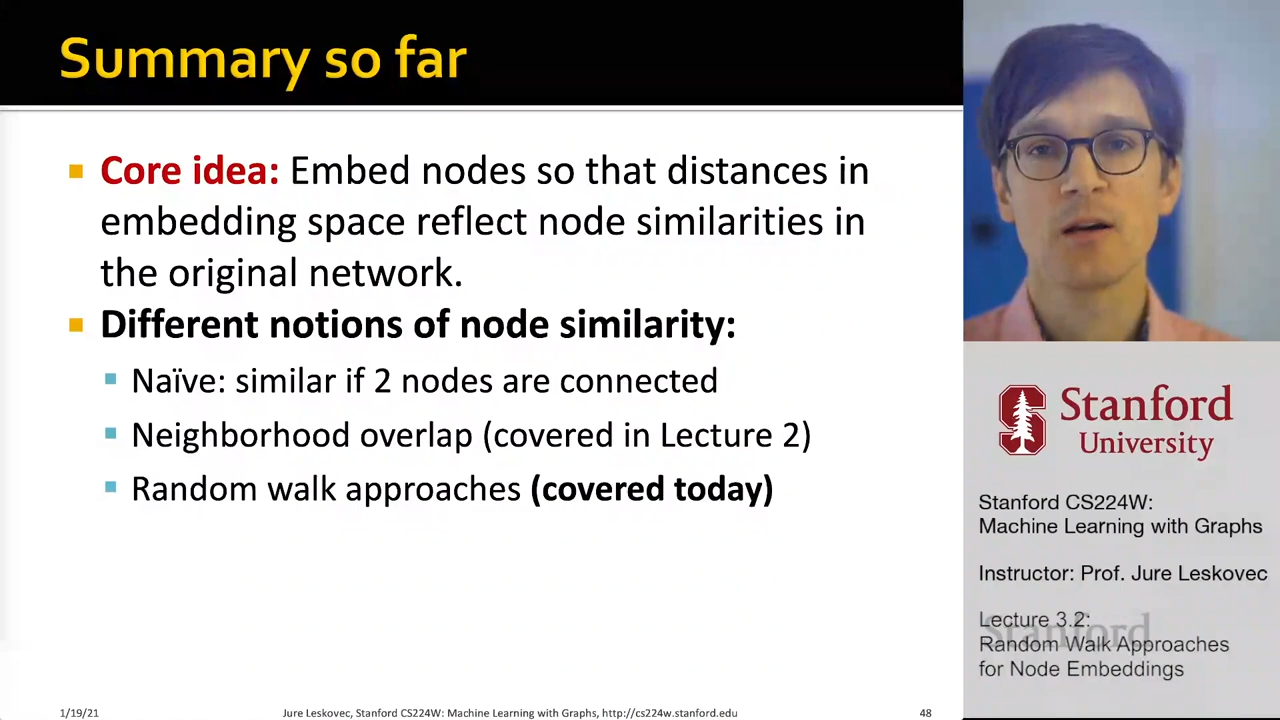 Summary so far
Core idea: Embed nodes so that distances in
embedding space reflect node similarities in
the original network.
Different notions of node similarity:
Naïve: similar if 2 nodes are connected
Neighborhood overlap (covered in Lecture 2)
Random walk approaches (covered today)
1/19/21
Jure Leskovec, Stanford CS224W: Machine Learning with Graphs, http://cs224w.stanford.edu
48
S
Stanford
University
Stanford CS224W:
Machine Learning with Graphs
Instructor: Prof. Jure Leskovec
Lecture 3.2:
Stanford
Random Walk Approaches
for Node Embeddings